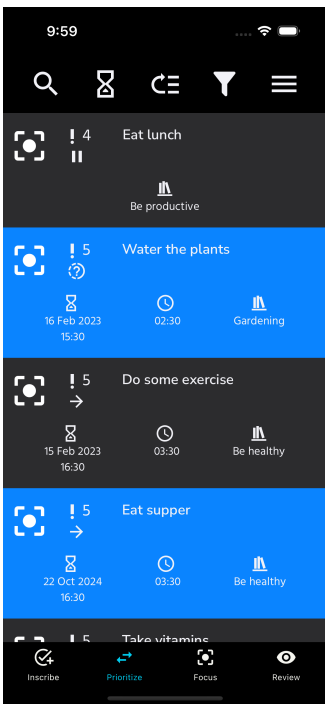 9:59
4 Eat lunch
Be productive
5 Water the plants
16 Feb 2023 02:30 Gardening
15:30
5 Do some exercise
15 Feb 2023 03:30 Be healthy
16:30
5 Eat supper
22 Oct 2024 03:30 Be healthy
16:30
5 Take vitamins
Inscribe Prioritize Focus Review